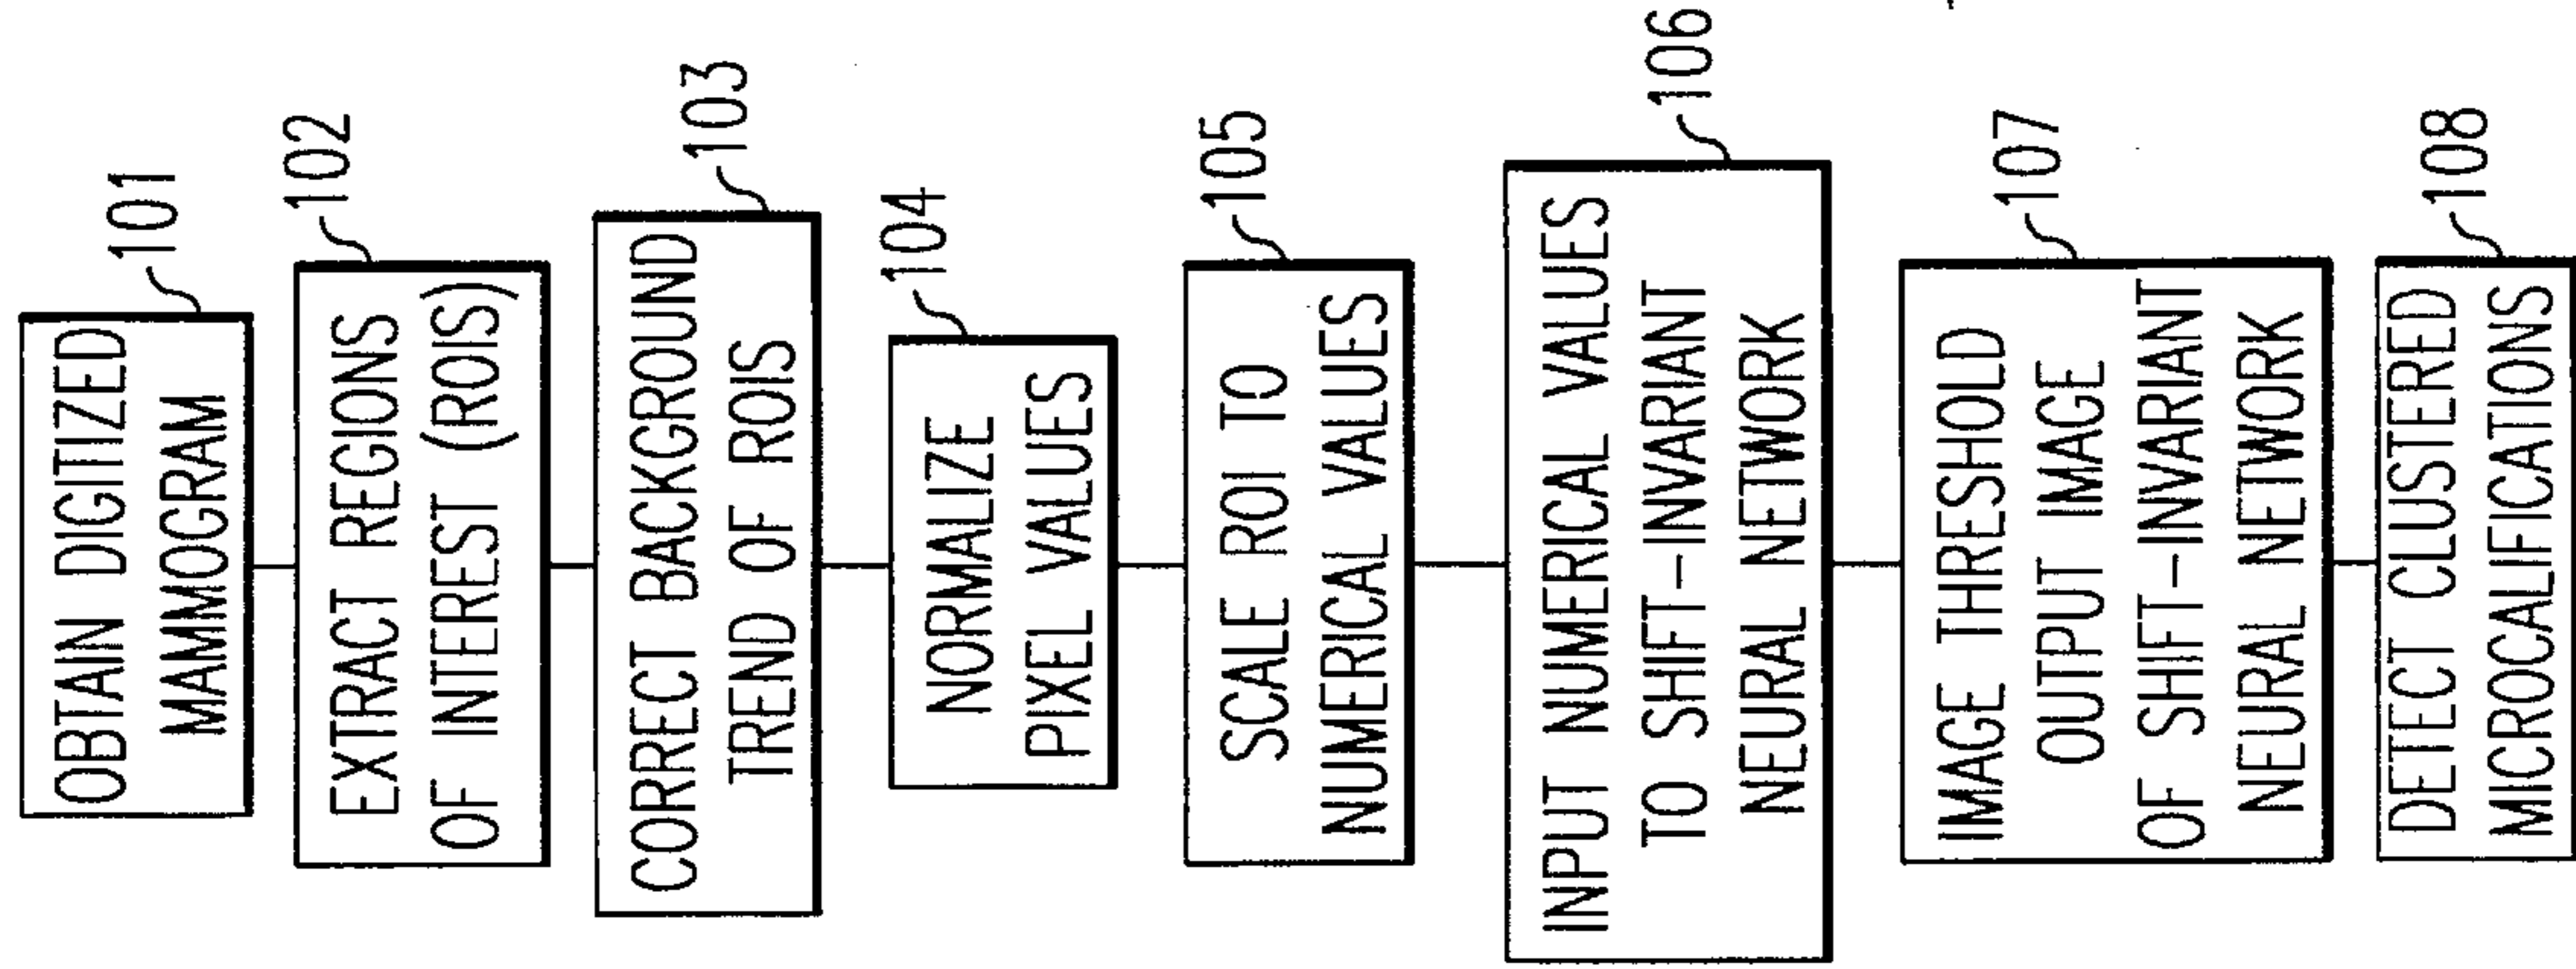 OBTAIN DIGITIZED
MAMMOGRAM
101
EXTRACT REGIONS
OF INTEREST (ROIS)
102
CORRECT BACKGROUND
TREND OF ROIS
103
NORMALIZE
PIXEL VALUES
104
SCALE ROI TO
NUMERICAL VALUES
105
INPUT NUMERICAL VALUES
TO SHIFT-INVARIANT
NEURAL NETWORK
106
IMAGE THRESHOLD
OUTPUT IMAGE
OF SHIFT-INVARIANT
NEURAL NETWORK
107
DETECT CLUSTERED
MICROCALIFICATIONS
108